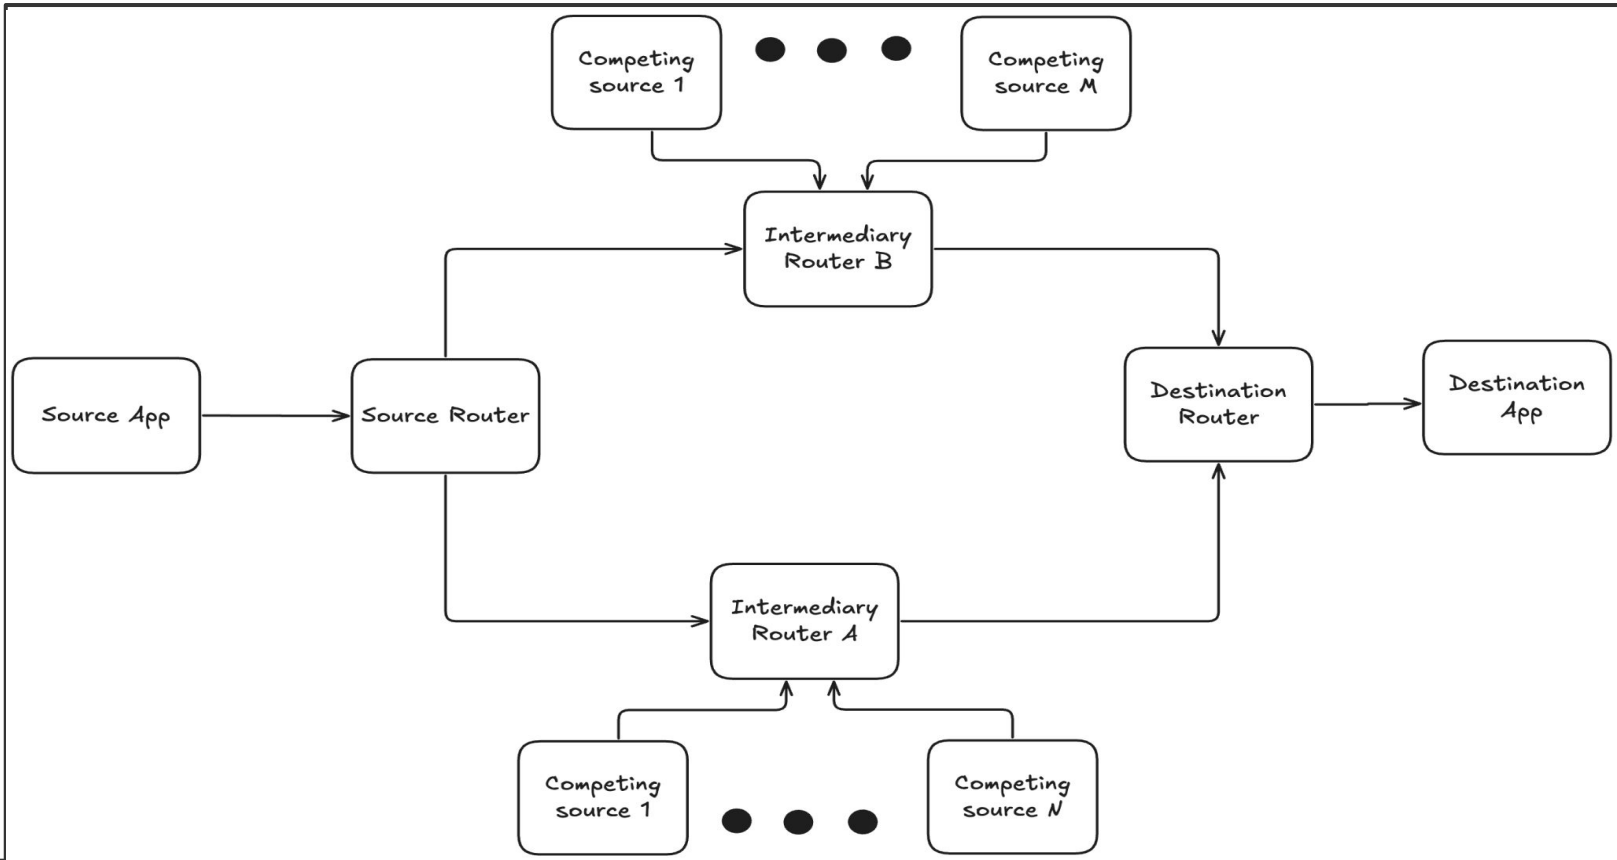 Competing
source 1
Competing
source M
Intermediary
Router B
Source App
Source Router
Destination
Router
Destination
App
Intermediary
Router A
Competing
source 1
Competing
source N